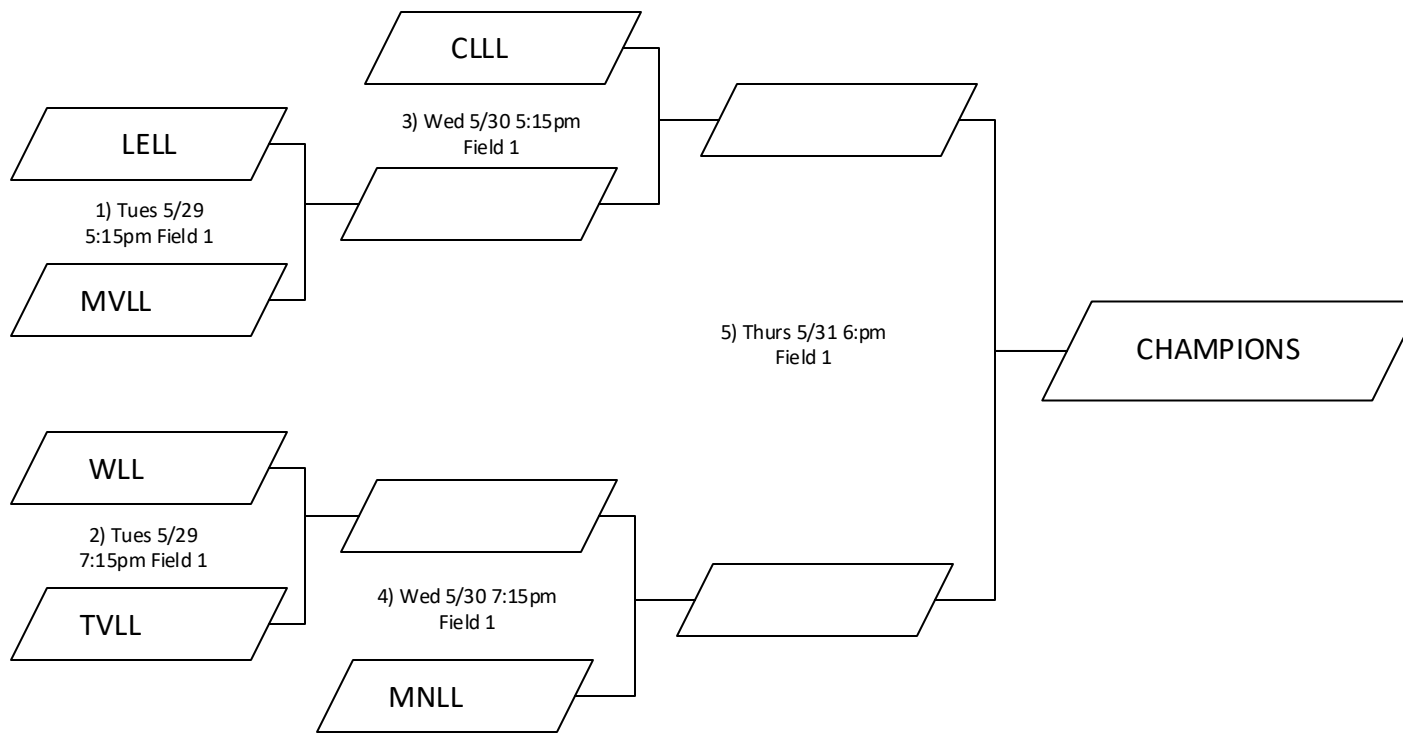 CLLL
3) Wed 5/30 5:15pm
Field 1
LELL
1) Tues 5/29
5:15pm Field 1
MVLL
5) Thurs 5/31 6:pm
Field 1
CHAMPIONS
WLL
2) Tues 5/29
7:15pm Field 1
TVLL
4) Wed 5/30 7:15pm
Field 1
MNLL